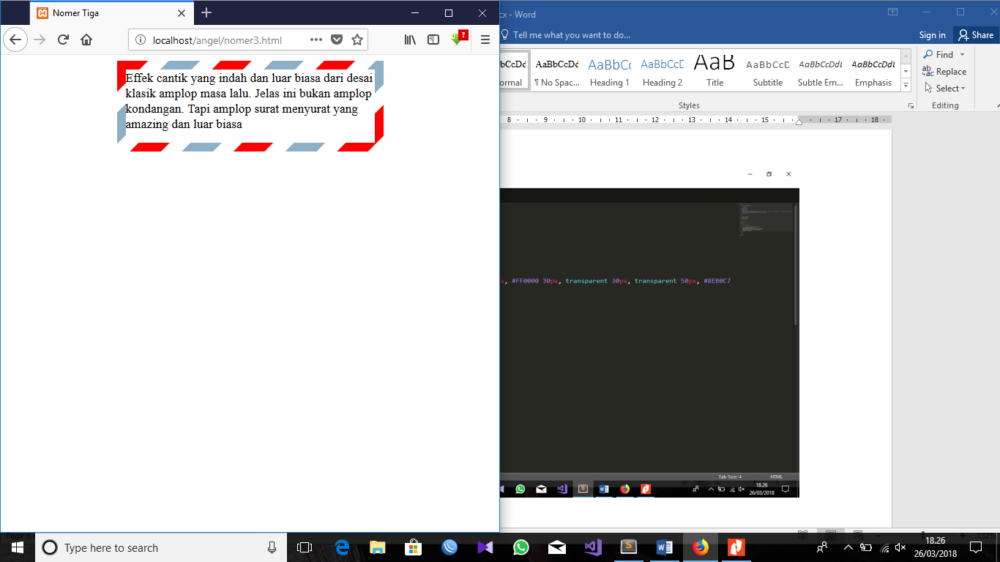 Nomer Tiga
localhost/angel/nomer3.html
?
Effek cantik yang indah dan luar biasa dari desai
klasik amplop masa lalu. Jelas ini bukan amplop
kondangan. Tapi amplop surat menyurat yang
amazing dan luar biasa
cx - Word
Tell me what you want to do...
Sign in
Share
bCcDd AaBbCcDd AaBbCc AaBbCcD AaB AaBbCcD AaBbCcDd AaBbCcDd
ormal ¶ No Spac... Heading 1 Heading 2 Title Subtitle Subtle Em... Emphasis
Styles
Find
Replace
Select
Editing
8 9 10 11 12 13 14 15 17 18
x, #FF0000 30px, transparent 30px, transparent 50px, #8EB0C7
Tab Size: 4 HTML
18.26
26/03/2018
Type here to search
18.26
26/03/2018